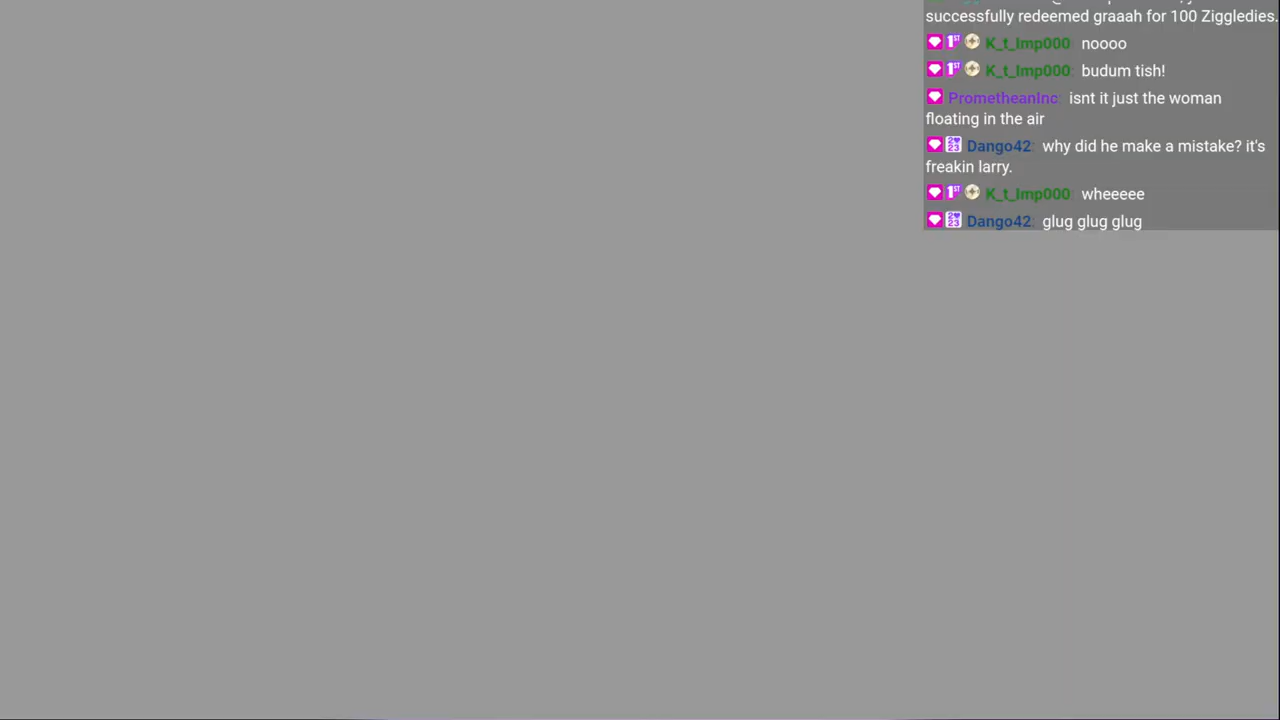 successfully redeemed graaah for 100 Ziggledies.
K_t_Imp000: noooo
K_t_Imp000: budum tish!
PrometheanInc: isnt it just the woman
floating in the air
Dango42: why did he make a mistake? it's
freakin larry.
K_t_Imp000: wheeeee
Dango42: glug glug glug